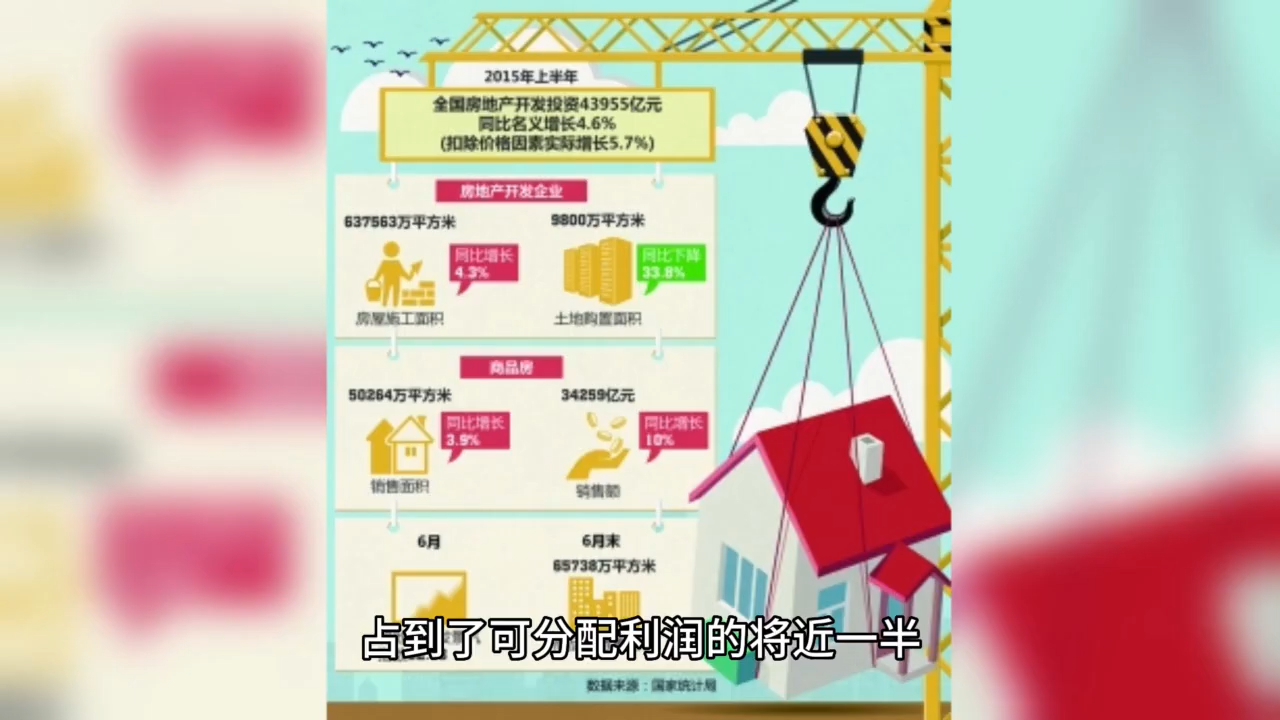 2015年上半年
全国房地产开发投资43955亿元
同比名义增长4.6%
(扣除价格因素实际增长5.7%)
房地产开发企业
637563万平方米
9800万平方米
同比增长
4.3%
同比下降
33.8%
房屋施工面积
土地购置面积
商品房
50264万平方米
34259亿元
同比增长
3.9%
同比增长
10%
销售面积
销售额
6月
6月末
65738万平方米
占到了可分配利润的将近一半
数据来源：国家统计局